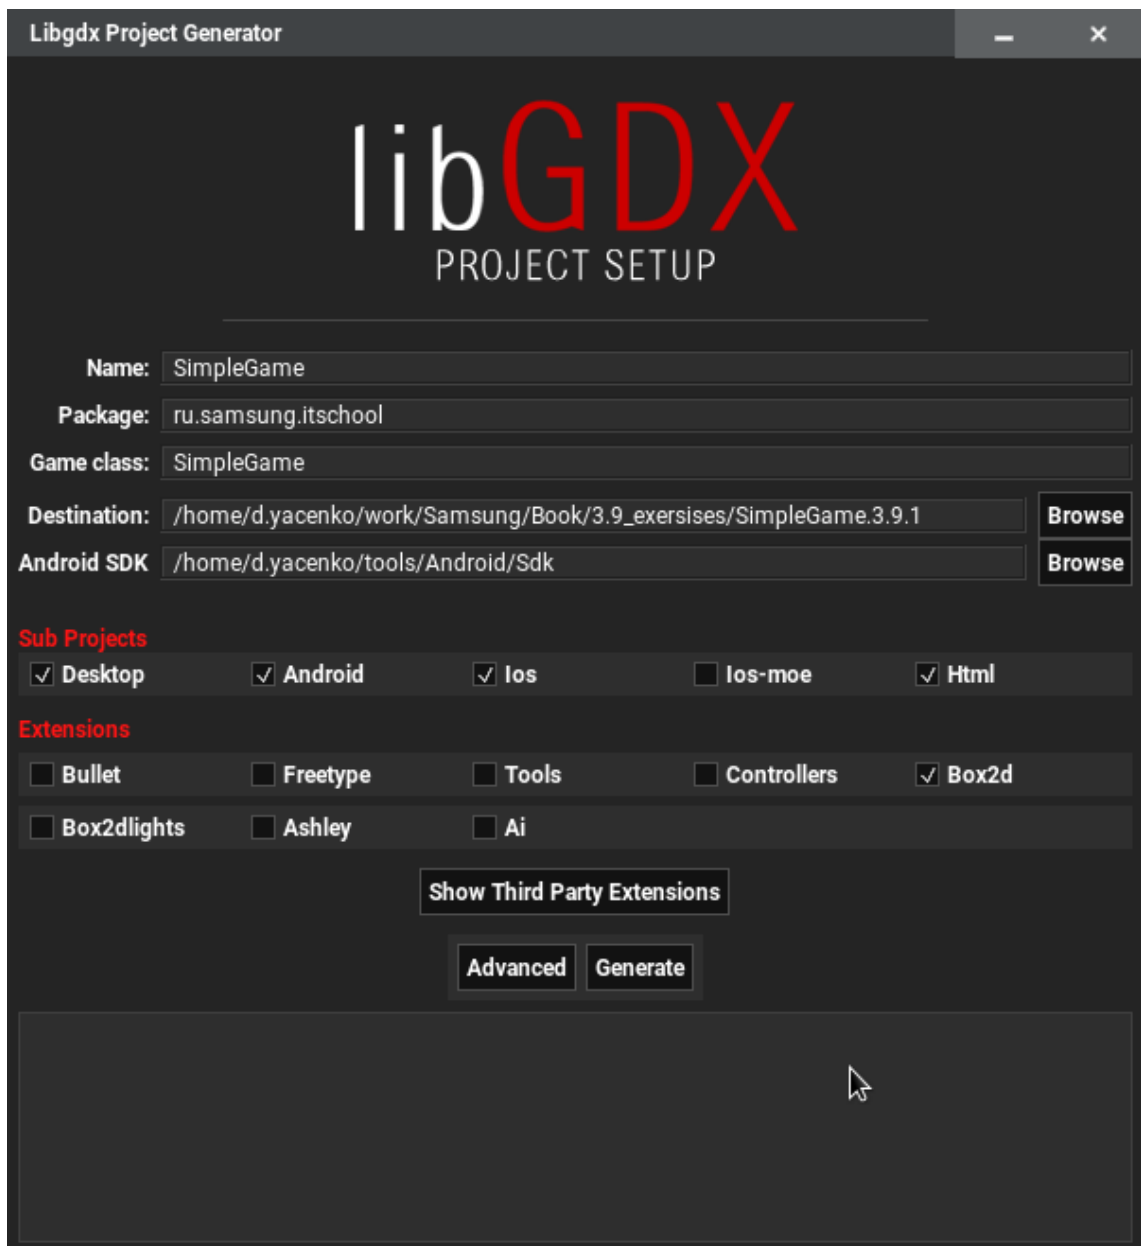 Libgdx Project Generator
libGDX
PROJECT SETUP
Name: SimpleGame
Package: ru.samsung.itschool
Game class: SimpleGame
Destination: /home/d.yacenko/work/Samsung/Book/3.9_exersises/SimpleGame.3.9.1 Browse
Android SDK /home/d.yacenko/tools/Android/Sdk Browse
Sub Projects
Desktop Android Ios Ios-moe Html
Extensions
Bullet Freetype Tools Controllers Box2d
Box2dlights Ashley Ai
Show Third Party Extensions
Advanced Generate